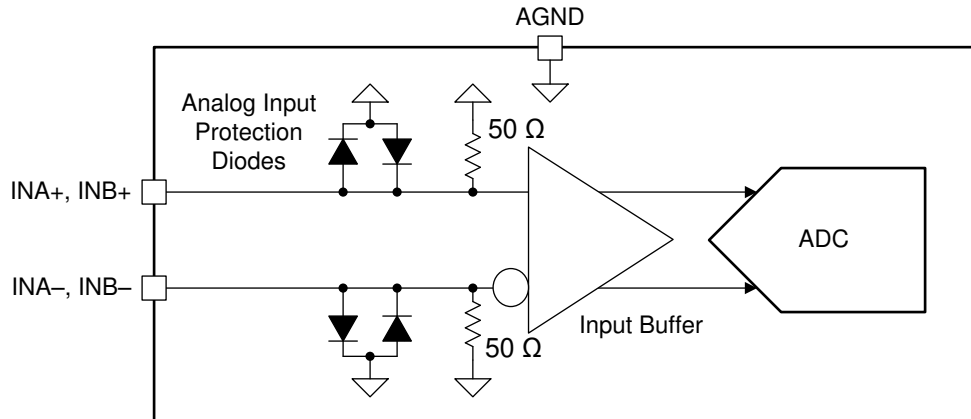 AGND
Analog Input
Protection
Diodes
50 Ω
INA+, INB+
ADC
INA–, INB–
Input Buffer
50 Ω